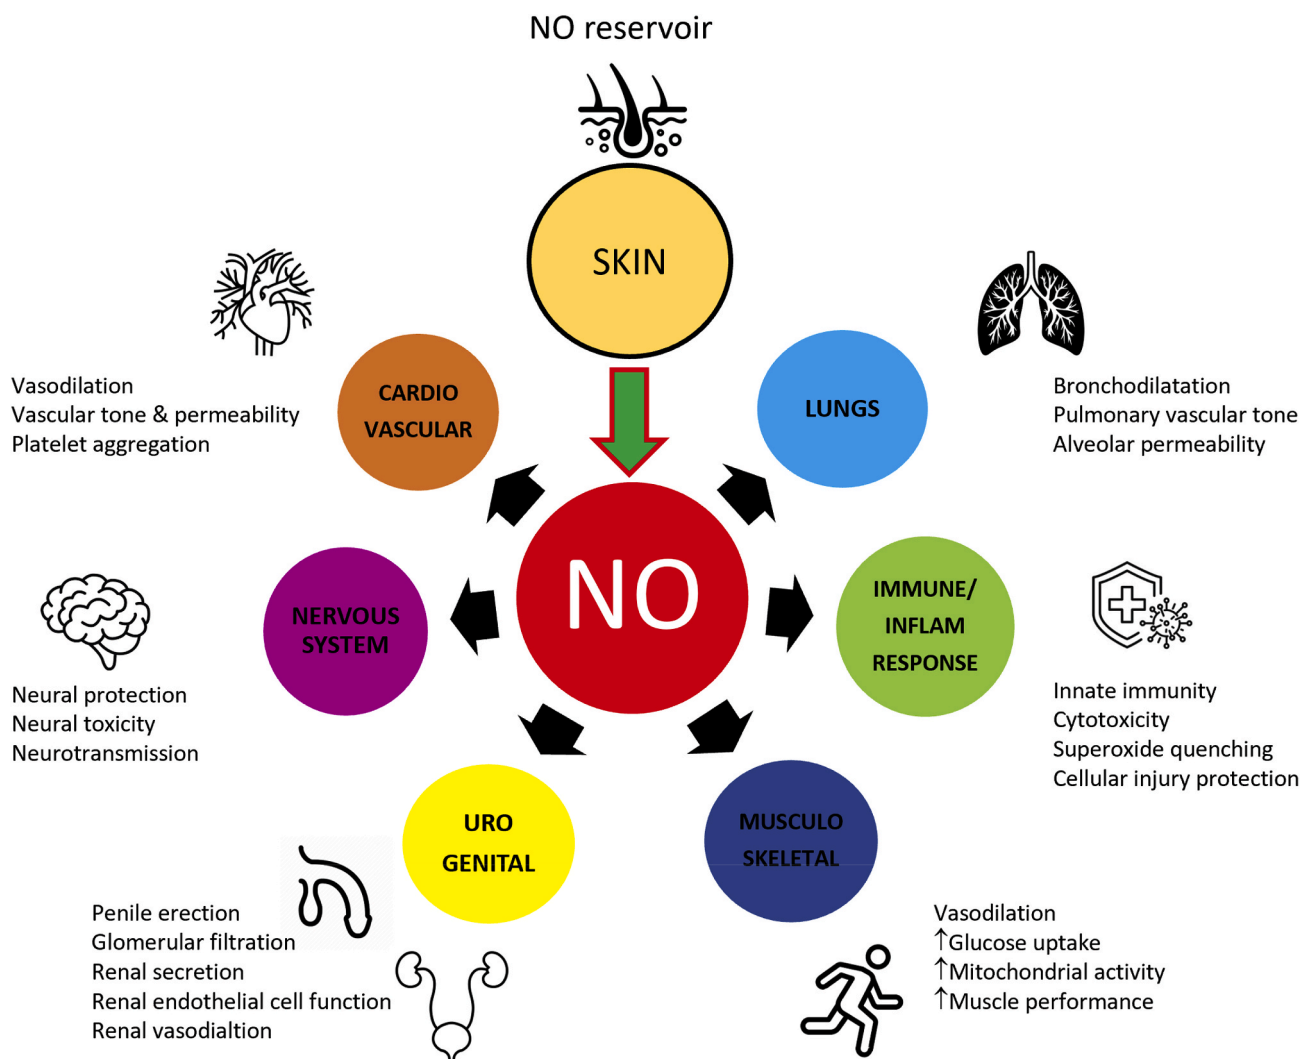 NO reservoir
SKIN
CARDIO
VASCULAR
LUNGS
Vasodilation
Vascular tone & permeability
Platelet aggregation
Bronchodilatation
Pulmonary vascular tone
Alveolar permeability
NO
NERVOUS
SYSTEM
IMMUNE/
INFLAM
RESPONSE
Neural protection
Neural toxicity
Neurotransmission
Innate immunity
Cytotoxicity
Superoxide quenching
Cellular injury protection
URO
GENITAL
MUSCULO
SKELETAL
Penile erection
Glomerular filtration
Renal secretion
Renal endothelial cell function
Renal vasodialtion
Vasodilation
↑Glucose uptake
↑Mitochondrial activity
↑Muscle performance